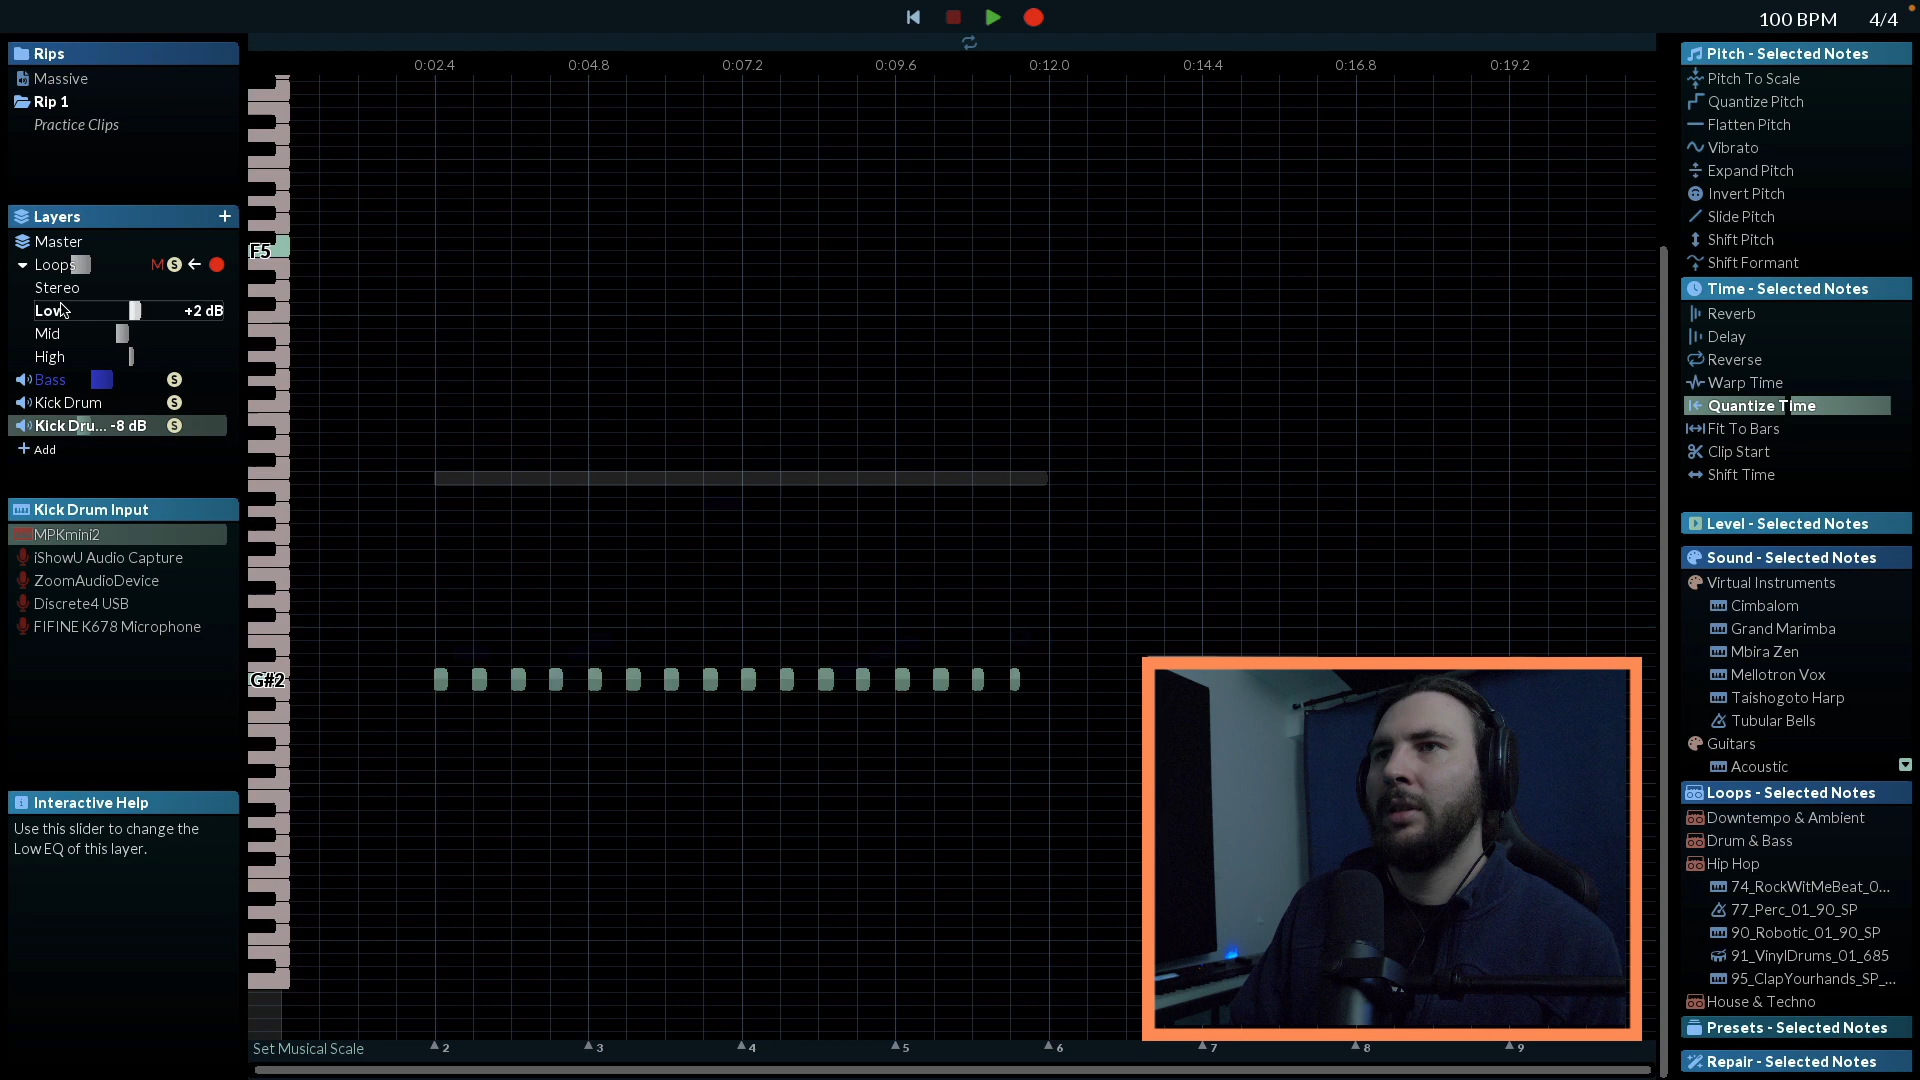 100 BPM 4/4
Rips
Massive
Rip 1
Practice Clips
Layers +
Master
Loops M S
Stereo
Low +2 dB
Mid
High
Bass S
Kick Drum S
Kick Dru... -8 dB S
+ Add
Kick Drum Input
MPKmini2
iShowU Audio Capture
ZoomAudioDevice
Discrete4 USB
FIFINE K678 Microphone
Interactive Help
Use this slider to change the
Low EQ of this layer.
0:02.4 0:04.8 0:07.2 0:09.6 0:12.0 0:14.4 0:16.8 0:19.2
F5
G#2
Set Musical Scale
2 3 4 5 6 7 8 9
Pitch - Selected Notes
Pitch To Scale
Quantize Pitch
Flatten Pitch
Vibrato
Expand Pitch
Invert Pitch
Slide Pitch
Shift Pitch
Shift Formant
Time - Selected Notes
Reverb
Delay
Reverse
Warp Time
Quantize Time
Fit To Bars
Clip Start
Shift Time
Level - Selected Notes
Sound - Selected Notes
Virtual Instruments
Cimbalom
Grand Marimba
Mbira Zen
Mellotron Vox
Taishogoto Harp
Tubular Bells
Guitars
Acoustic
Loops - Selected Notes
Downtempo & Ambient
Drum & Bass
Hip Hop
74_RockWitMeBeat_0...
77_Perc_01_90_SP
90_Robotic_01_90_SP
91_VinylDrums_01_685
95_ClapYourhands_SP_...
House & Techno
Presets - Selected Notes
Repair - Selected Notes